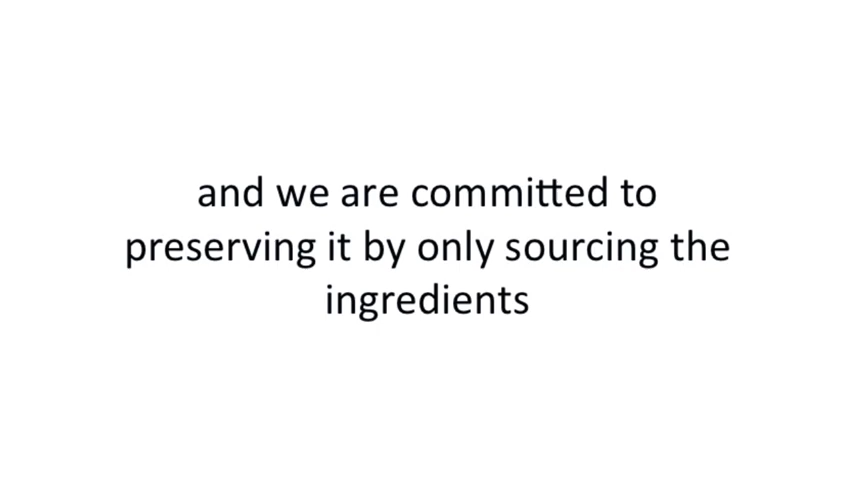 and we are committed to
preserving it by only sourcing the
ingredients